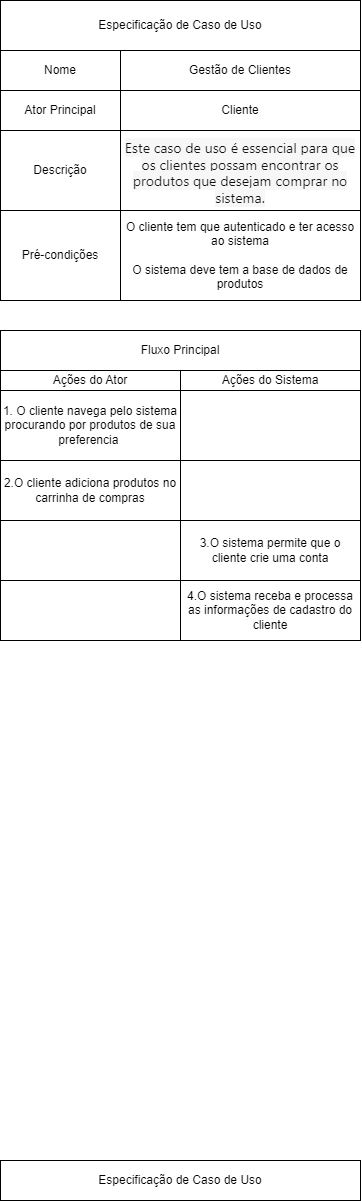 Especificação de Caso de Uso
Nome
Gestão de Clientes
Ator Principal
Cliente
Descrição
Este caso de uso é essencial para que
os clientes possam encontrar os
produtos que desejam comprar no
sistema.
Pré-condições
O cliente tem que autenticado e ter acesso
ao sistema
O sistema deve tem a base de dados de
produtos
Fluxo Principal
Ações do Ator
Ações do Sistema
1. O cliente navega pelo sistema
procurando por produtos de sua
preferencia
2.O cliente adiciona produtos no
carrinha de compras
3.O sistema permite que o
cliente crie uma conta
4.O sistema receba e processa
as informações de cadastro do
cliente
Especificação de Caso de Uso